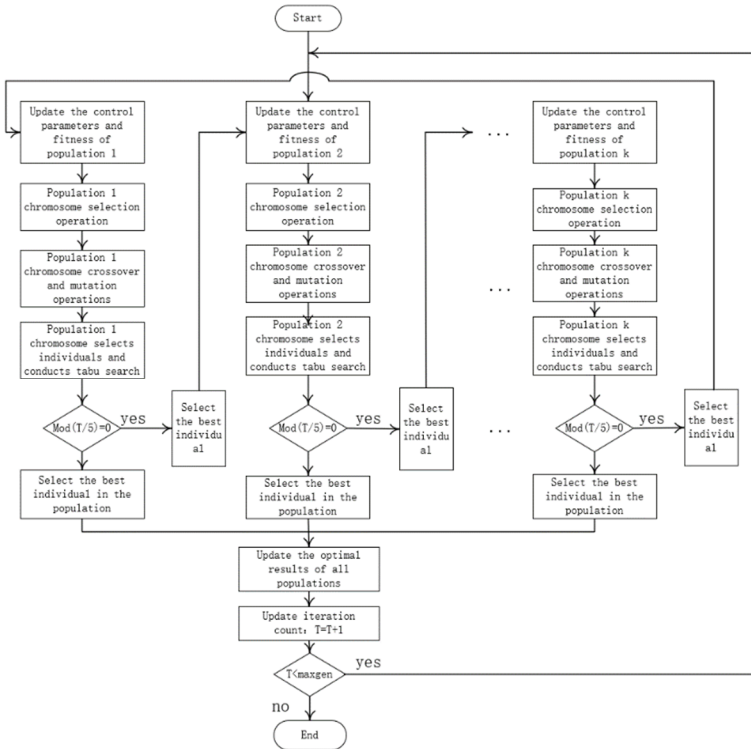 Start
Update the control
parameters and
fitness of
population 1
Population 1
chromosome selection
operation
Population 1
chromosome crossover
and mutation
operations
Population 1
chromosome selects
individuals and
conducts tabu search
Mod(T/5)=0
yes
Select
the best
individu
al
Select the best
individual in the
population
Update the control
parameters and
fitness of
population 2
Population 2
chromosome selection
operation
Population 2
chromosome crossover
and mutation
operations
Population 2
chromosome selects
individuals and
conducts tabu search
Mod(T/5)=0
yes
Select
the best
individu
al
Select the best
individual in the
population
...
...
...
Update the control
parameters and
fitness of
population k
Population k
chromosome selection
operation
Population k
chromosome crossover
and mutation
operations
Population k
chromosome selects
individuals and
conducts tabu search
Mod(T/5)=0
yes
Select
the best
individu
al
Select the best
individual in the
population
Update the optimal
results of all
populations
Update iteration
count: T=T+1
T<maxgen
yes
no
End